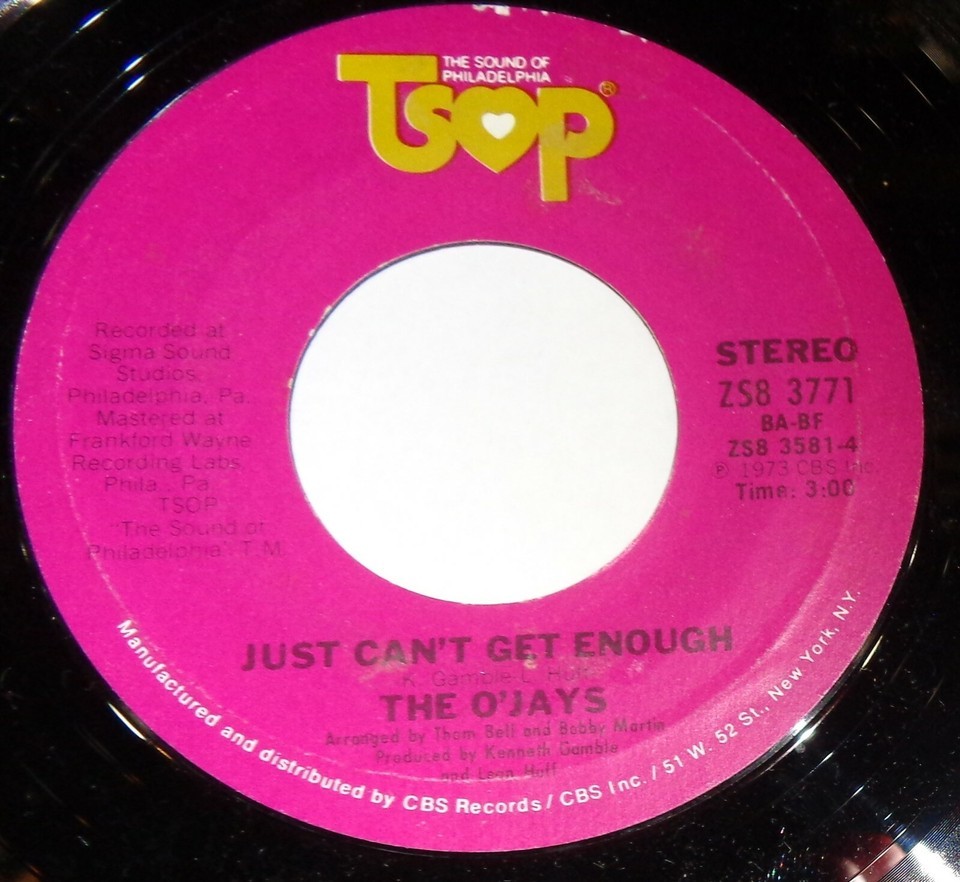 THE SOUND OF
PHILADELPHIA
TSOP®
Recorded at
Sigma Sound
Studios,
Philadelphia, Pa.
Mastered at
Frankford Wayne
Recording Labs
Phila., Pa.
TSOP
"The Sound of
Philadelphia" T.M.
STEREO
ZS8 3771
BA-BF
ZS8 3581-4
℗ 1973 CBS Inc.
Time: 3:00
JUST CAN'T GET ENOUGH
K. Gamble-L. Huff
THE O'JAYS
Arranged by Thom Bell and Bobby Martin
Produced by Kenneth Gamble
and Leon Huff
Manufactured and distributed by CBS Records / CBS Inc. / 51 W. 52 St., New York, N.Y.